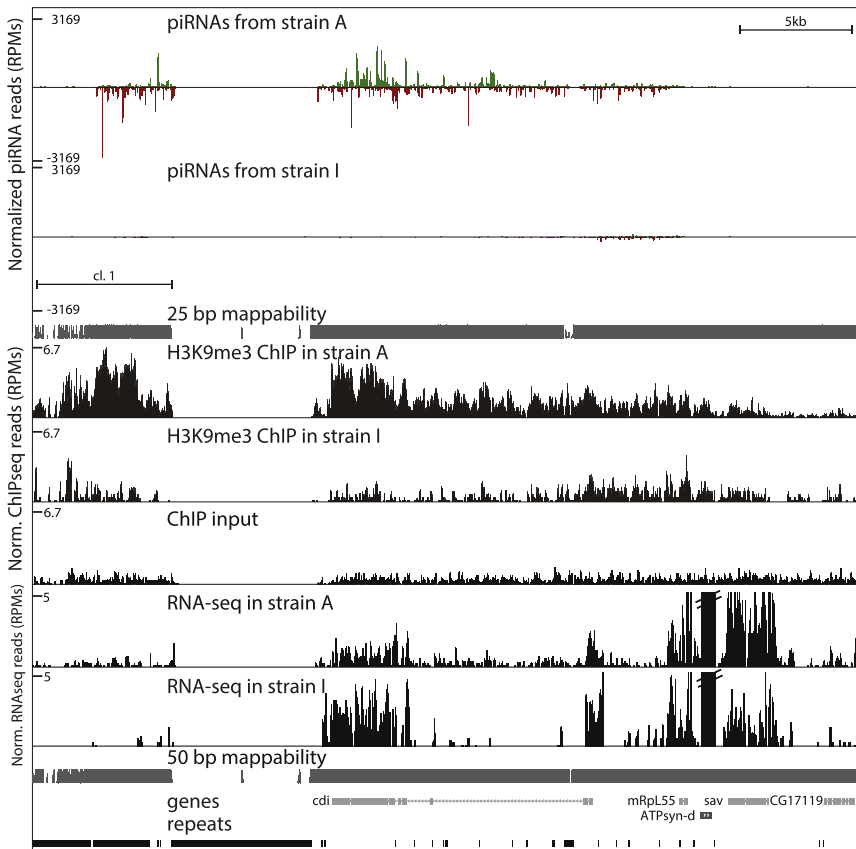 3169
piRNAs from strain A
5kb
Normalized piRNA reads (RPMs)
-3169
3169
piRNAs from strain I
cl. 1
-3169
25 bp mappability
6.7
H3K9me3 ChIP in strain A
Norm. ChIPseq reads (RPMs)
6.7
H3K9me3 ChIP in strain I
6.7
ChIP input
Norm. RNAseq reads (RPMs)
5
RNA-seq in strain A
5
RNA-seq in strain I
50 bp mappability
genes
cdi
mRpL55
sav
CG17119
ATPsyn-d
repeats